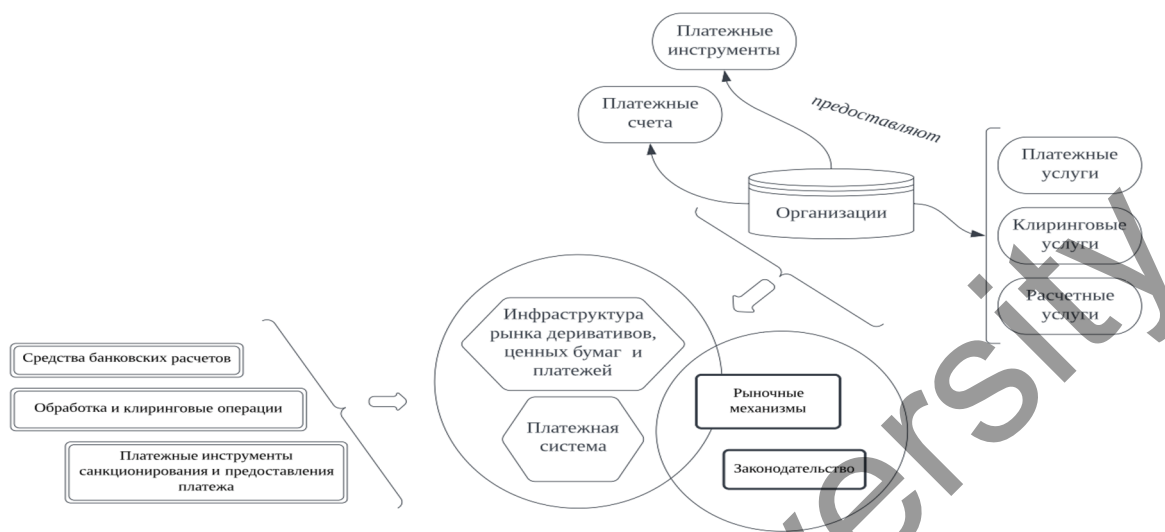 Платежные
инструменты
Платежные
счета
предоставляют
Организации
Платежные
услуги
Клиринговые
услуги
Расчетные
услуги
Инфраструктура
рынка деривативов,
ценных бумаг и
платежей
Платежная
система
Рыночные
механизмы
Законодательство
Средства банковских расчетов
Обработка и клиринговые операции
Платежные инструменты
санкционирования и предоставления
платежа
versity